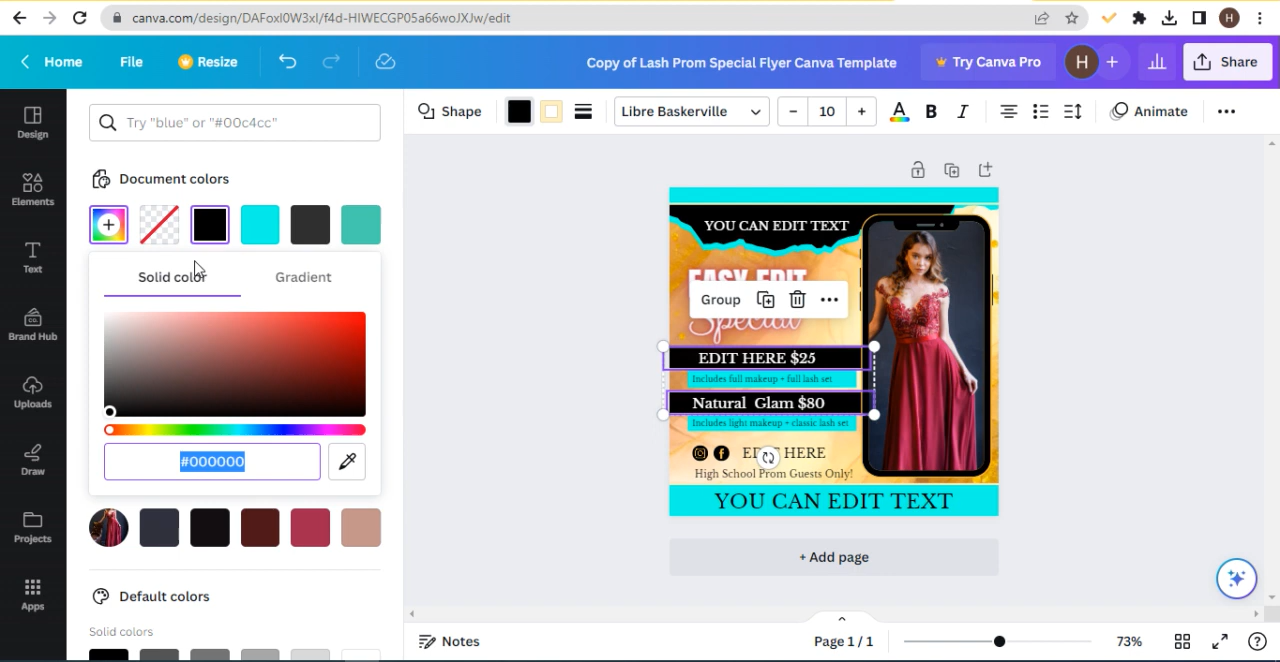 canva.com/design/DAFoxI0W3xI/f4d-HIWECGP05a66woJXJw/edit
H
Home
File
Resize
Copy of Lash Prom Special Flyer Canva Template
Try Canva Pro
H
Share
Design
Elements
Text
Brand Hub
Uploads
Draw
Projects
Apps
Try "blue" or "#00c4cc"
Document colors
Solid color
Gradient
#000000
Default colors
Solid colors
Shape
Libre Baskerville
10
A
B
I
Animate
YOU CAN EDIT TEXT
EASY EDIT
Group
Special
EDIT HERE $25
Includes full makeup + full lash set
Natural Glam $80
Includes light makeup + classic lash set
EDIT HERE
High School Prom Guests Only!
YOU CAN EDIT TEXT
+ Add page
Notes
Page 1 / 1
73%